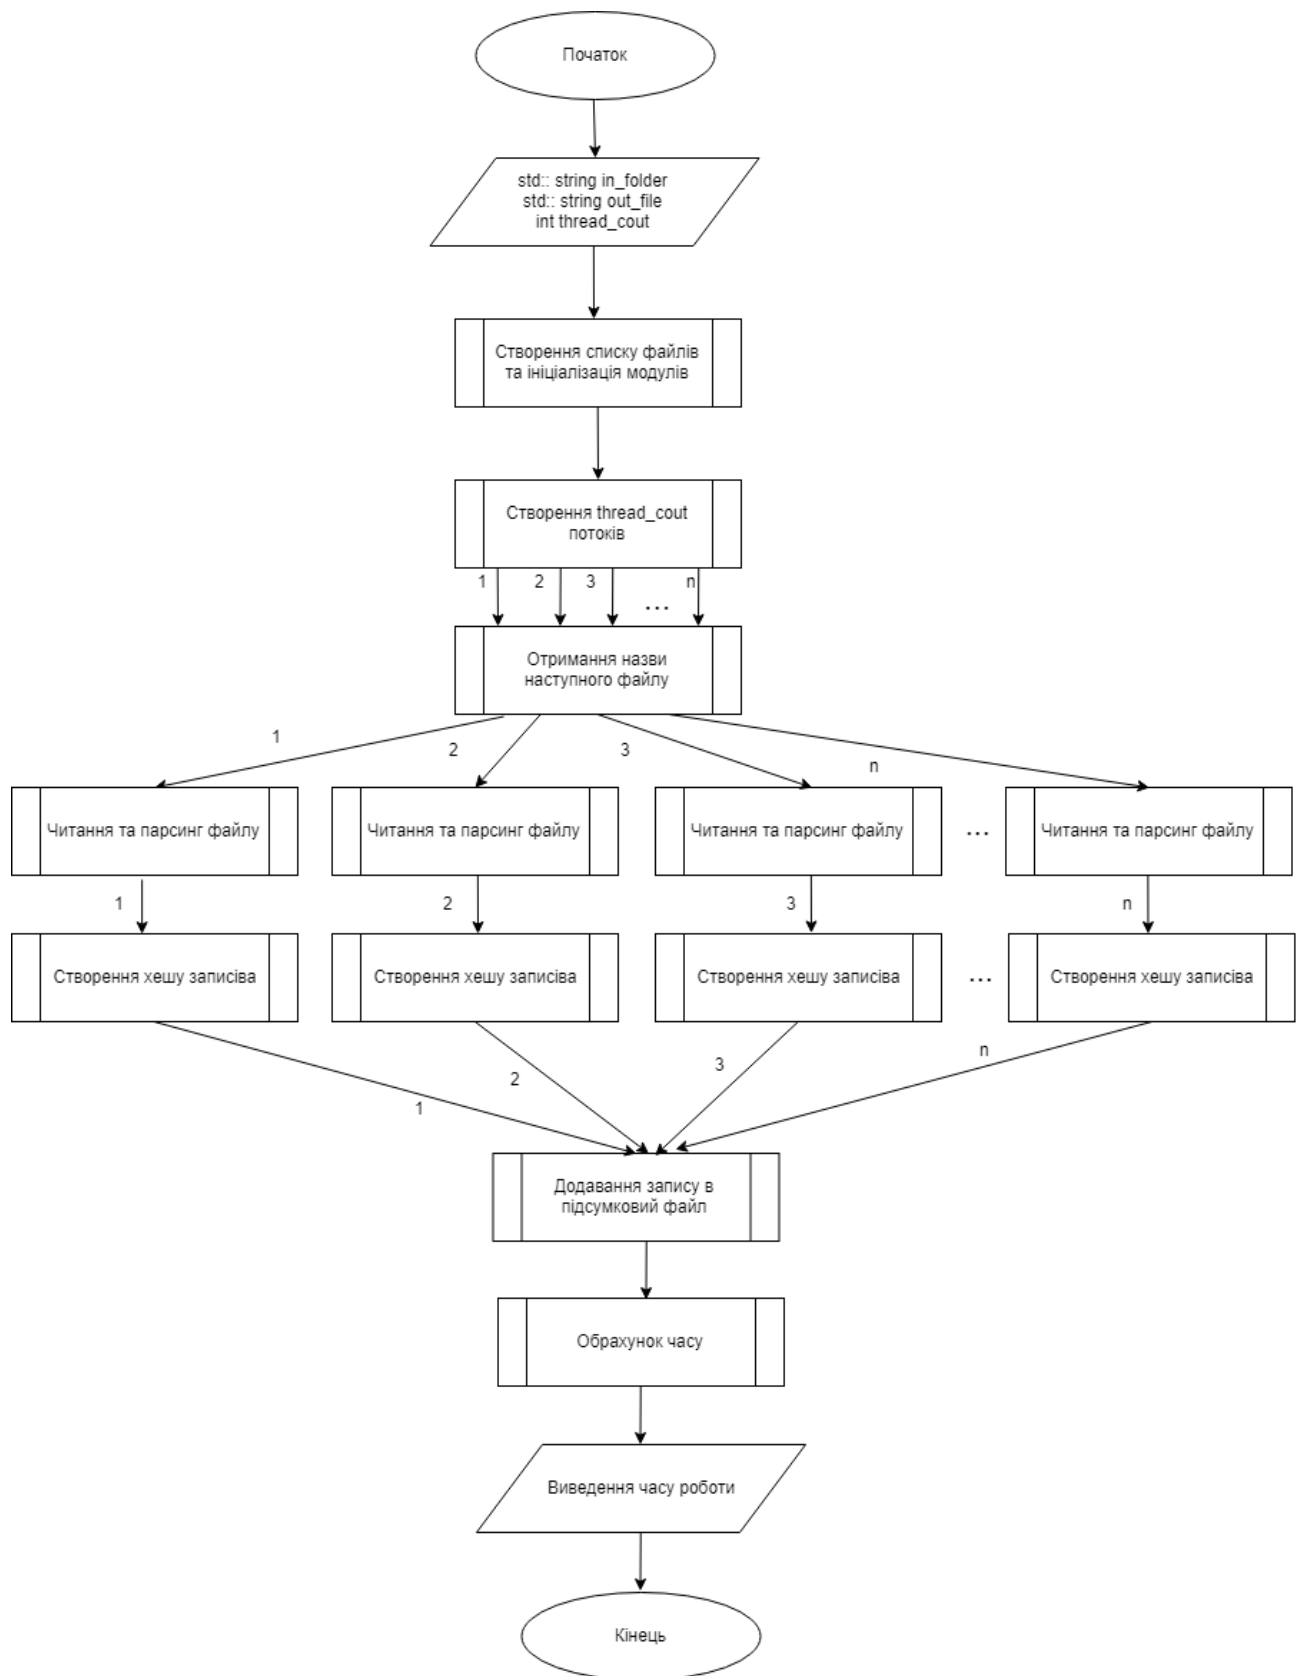 Початок
std:: string in_folder
std:: string out_file
int thread_cout
Створення списку файлів
та ініціалізація модулів
Створення thread_cout
потоків
1 2 3 ... n
Отримання назви
наступного файлу
1 2 3 n
Читання та парсинг файлу
Читання та парсинг файлу
Читання та парсинг файлу
...
Читання та парсинг файлу
1 2 3 n
Створення хешу записіва
Створення хешу записіва
Створення хешу записіва
...
Створення хешу записіва
1 2 3 n
Додавання запису в
підсумковий файл
Обрахунок часу
Виведення часу роботи
Кінець